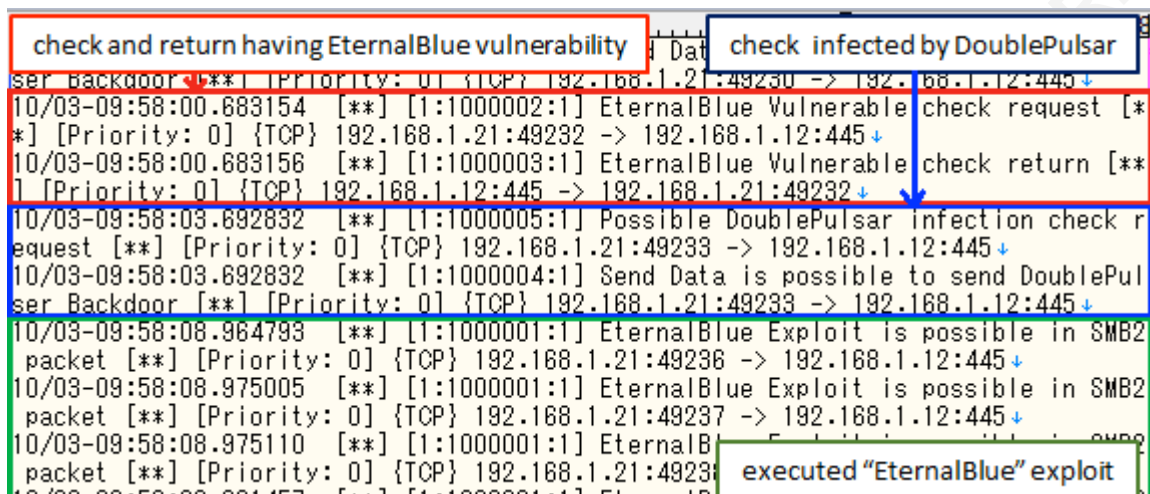 check and return having EternalBlue vulnerability
d Dat
check infected by DoublePulsar
ser Backdoor [**] [Priority: 0] {TCP} 192.168.1.21:49230 -> 192.168.1.12:445↓
10/03-09:58:00.683154 [**] [1:1000002:1] EternalBlue Vulnerable check request [*
*] [Priority: 0] {TCP} 192.168.1.21:49232 -> 192.168.1.12:445↓
10/03-09:58:00.683156 [**] [1:1000003:1] EternalBlue Vulnerable check return [**
] [Priority: 0] {TCP} 192.168.1.12:445 -> 192.168.1.21:49232↓
10/03-09:58:03.692832 [**] [1:1000005:1] Possible DoublePulsar infection check r
equest [**] [Priority: 0] {TCP} 192.168.1.21:49233 -> 192.168.1.12:445↓
10/03-09:58:03.692832 [**] [1:1000004:1] Send Data is possible to send DoublePul
ser Backdoor [**] [Priority: 0] {TCP} 192.168.1.21:49233 -> 192.168.1.12:445↓
10/03-09:58:08.964793 [**] [1:1000001:1] EternalBlue Exploit is possible in SMB2
packet [**] [Priority: 0] {TCP} 192.168.1.21:49236 -> 192.168.1.12:445↓
10/03-09:58:08.975005 [**] [1:1000001:1] EternalBlue Exploit is possible in SMB2
packet [**] [Priority: 0] {TCP} 192.168.1.21:49237 -> 192.168.1.12:445↓
10/03-09:58:08.975110 [**] [1:1000001:1] EternalB
packet [**] [Priority: 0] {TCP} 192.168.1.21:4923
executed “EternalBlue” exploit